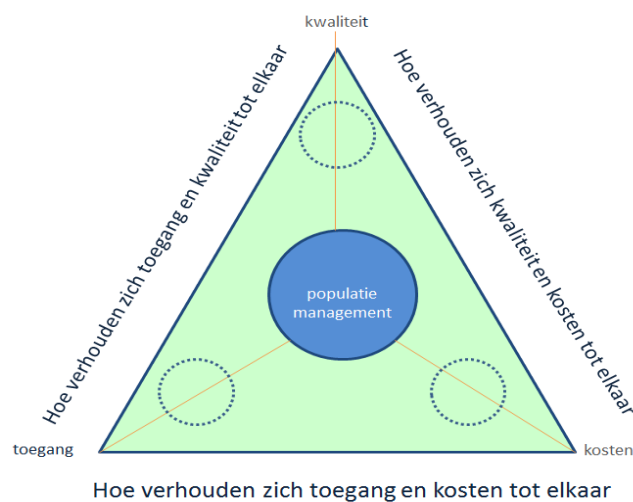 kwaliteit
Hoe verhouden zich toegang en kwaliteit tot elkaar
Hoe verhouden zich kwaliteit en kosten tot elkaar
populatie
management
toegang
kosten
Hoe verhouden zich toegang en kosten tot elkaar